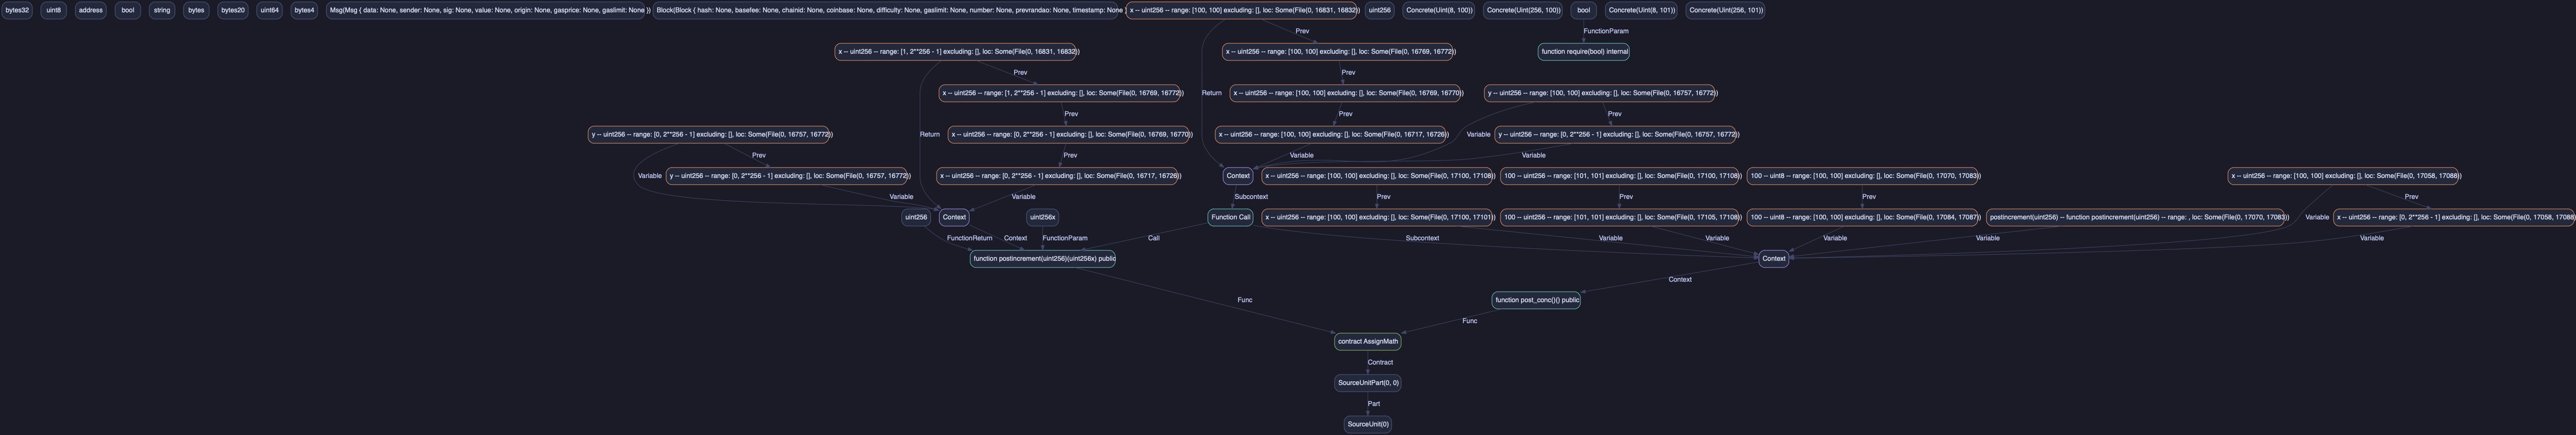 bytes32 uint8 address bool string bytes bytes20 uint64 bytes4 Msg(Msg { data: None, sender: None, sig: None, value: None, origin: None, gasprice: None, gaslimit: None }) Block(Block { hash: None, basefee: None, chainid: None, coinbase: None, difficulty: None, gaslimit: None, number: None, prevrandao: None, timestamp: None } x -- uint256 -- range: [100, 100] excluding: [], loc: Some(File(0, 16831, 16832)) uint256 Concrete(Uint(8, 100)) Concrete(Uint(256, 100)) bool Concrete(Uint(8, 101)) Concrete(Uint(256, 101))
Prev FunctionParam
x -- uint256 -- range: [1, 2**256 - 1] excluding: [], loc: Some(File(0, 16831, 16832)) x -- uint256 -- range: [100, 100] excluding: [], loc: Some(File(0, 16769, 16772)) function require(bool) internal
Prev Prev
x -- uint256 -- range: [1, 2**256 - 1] excluding: [], loc: Some(File(0, 16769, 16772)) Return x -- uint256 -- range: [100, 100] excluding: [], loc: Some(File(0, 16769, 16770)) y -- uint256 -- range: [100, 100] excluding: [], loc: Some(File(0, 16757, 16772))
Prev Prev Prev
y -- uint256 -- range: [0, 2**256 - 1] excluding: [], loc: Some(File(0, 16757, 16772)) Return x -- uint256 -- range: [0, 2**256 - 1] excluding: [], loc: Some(File(0, 16769, 16770)) x -- uint256 -- range: [100, 100] excluding: [], loc: Some(File(0, 16717, 16726)) Variable y -- uint256 -- range: [0, 2**256 - 1] excluding: [], loc: Some(File(0, 16757, 16772))
Prev Prev Variable Variable
Variable y -- uint256 -- range: [0, 2**256 - 1] excluding: [], loc: Some(File(0, 16757, 16772)) x -- uint256 -- range: [0, 2**256 - 1] excluding: [], loc: Some(File(0, 16717, 16726)) Context x -- uint256 -- range: [100, 100] excluding: [], loc: Some(File(0, 17100, 17108)) 100 -- uint256 -- range: [101, 101] excluding: [], loc: Some(File(0, 17100, 17108)) 100 -- uint8 -- range: [100, 100] excluding: [], loc: Some(File(0, 17070, 17083)) x -- uint256 -- range: [100, 100] excluding: [], loc: Some(File(0, 17058, 17088))
Variable Variable Subcontext Prev Prev Prev Prev
uint256 Context uint256x Function Call x -- uint256 -- range: [100, 100] excluding: [], loc: Some(File(0, 17100, 17101)) 100 -- uint256 -- range: [101, 101] excluding: [], loc: Some(File(0, 17105, 17108)) 100 -- uint8 -- range: [100, 100] excluding: [], loc: Some(File(0, 17084, 17087)) postincrement(uint256) -- function postincrement(uint256) -- range: , loc: Some(File(0, 17070, 17083)) Variable x -- uint256 -- range: [0, 2**256 - 1] excluding: [], loc: Some(File(0, 17058, 17088
FunctionReturn Context FunctionParam Call Subcontext Variable Variable Variable Variable Variable
function postincrement(uint256)(uint256x) public Context
Context
Func function post_conc()() public
Func
contract AssignMath
Contract
SourceUnitPart(0, 0)
Part
SourceUnit(0)